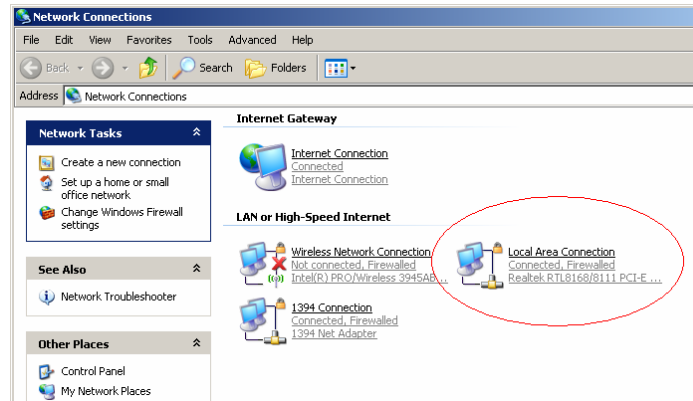 Network Connections
File Edit View Favorites Tools Advanced Help
Back Search Folders
Address Network Connections
Network Tasks
Create a new connection
Set up a home or small
office network
Change Windows Firewall
settings
See Also
Network Troubleshooter
Other Places
Control Panel
My Network Places
Internet Gateway
Internet Connection
Connected
Internet Connection
LAN or High-Speed Internet
Wireless Network Connection
Not connected, Firewalled
Intel(R) PRO/Wireless 3945AB...
Local Area Connection
Connected, Firewalled
Realtek RTL8168/8111 PCI-E ...
1394 Connection
Connected, Firewalled
1394 Net Adapter